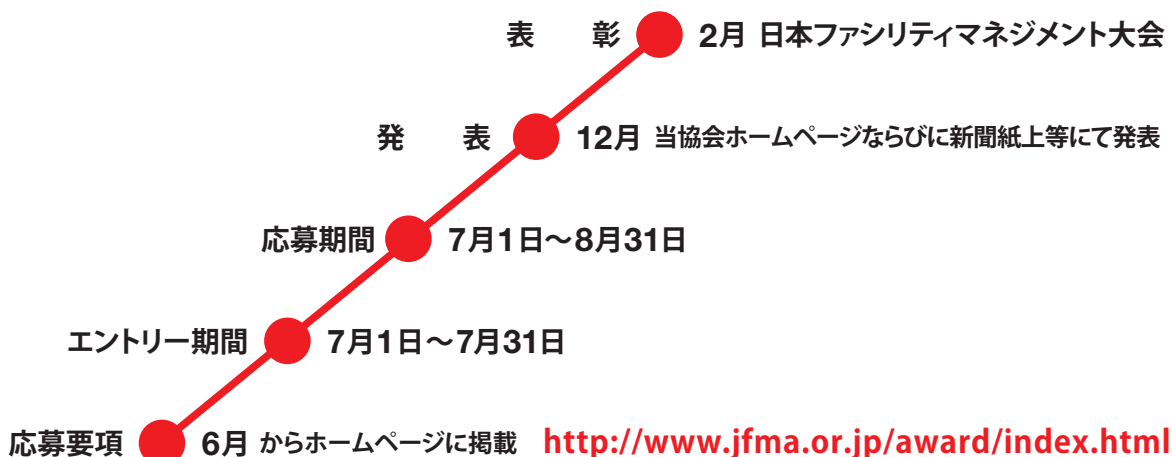 表　彰 2月 日本ファシリティマネジメント大会
発　表 12月 当協会ホームページならびに新聞紙上等にて発表
応募期間 7月1日～8月31日
エントリー期間 7月1日～7月31日
応募要項 6月 からホームページに掲載 http://www.jfma.or.jp/award/index.html